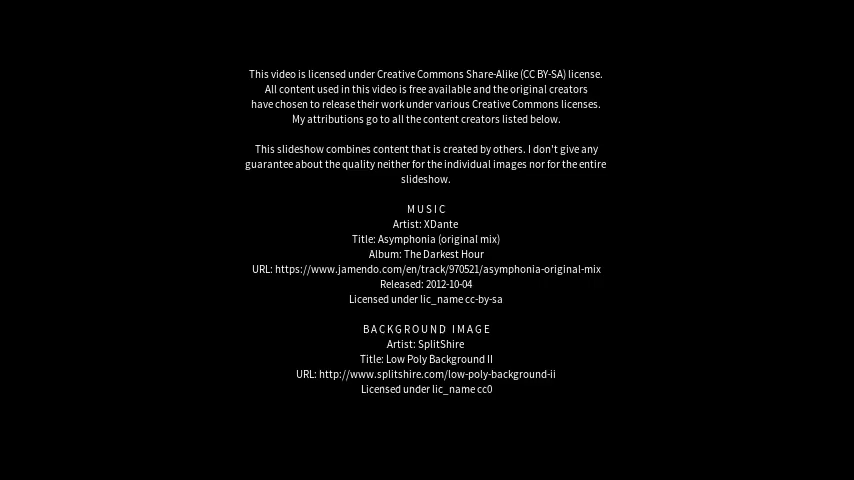 This video is licensed under Creative Commons Share-Alike (CC BY-SA) license.
All content used in this video is free available and the original creators
have chosen to release their work under various Creative Commons licenses.
My attributions go to all the content creators listed below.
This slideshow combines content that is created by others. I don't give any
guarantee about the quality neither for the individual images nor for the entire
slideshow.
MUSIC
Artist: XDante
Title: Asymphonia (original mix)
Album: The Darkest Hour
URL: https://www.jamendo.com/en/track/970521/asymphonia-original-mix
Released: 2012-10-04
Licensed under lic_name cc-by-sa
BACKGROUND IMAGE
Artist: SplitShire
Title: Low Poly Background II
URL: http://www.splitshire.com/low-poly-background-ii
Licensed under lic_name cc0